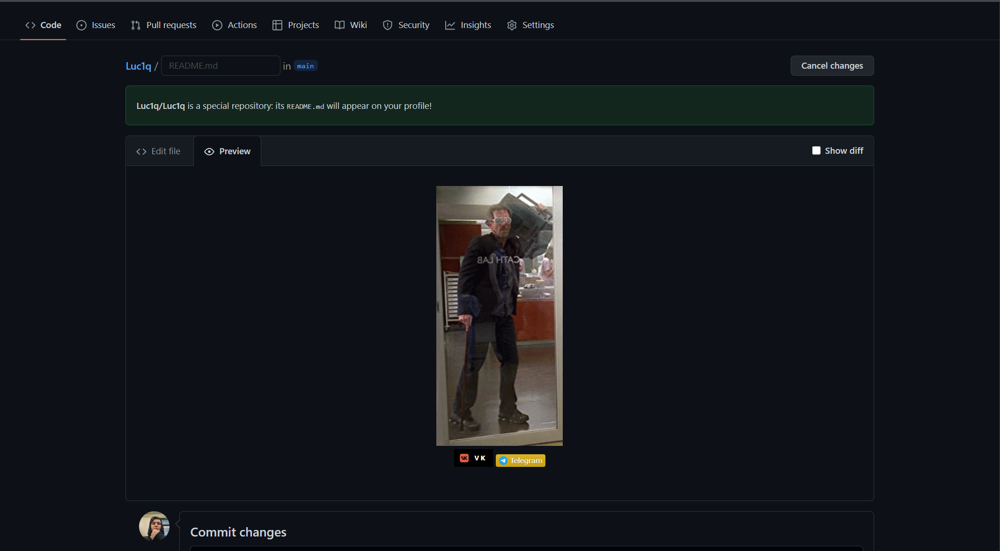 Code Issues Pull requests Actions Projects Wiki Security Insights Settings
Luc1q / README.md in main Cancel changes
Luc1q/Luc1q is a special repository: its README.md will appear on your profile!
Edit file Preview Show diff
CATH LAB
VK Telegram
Commit changes